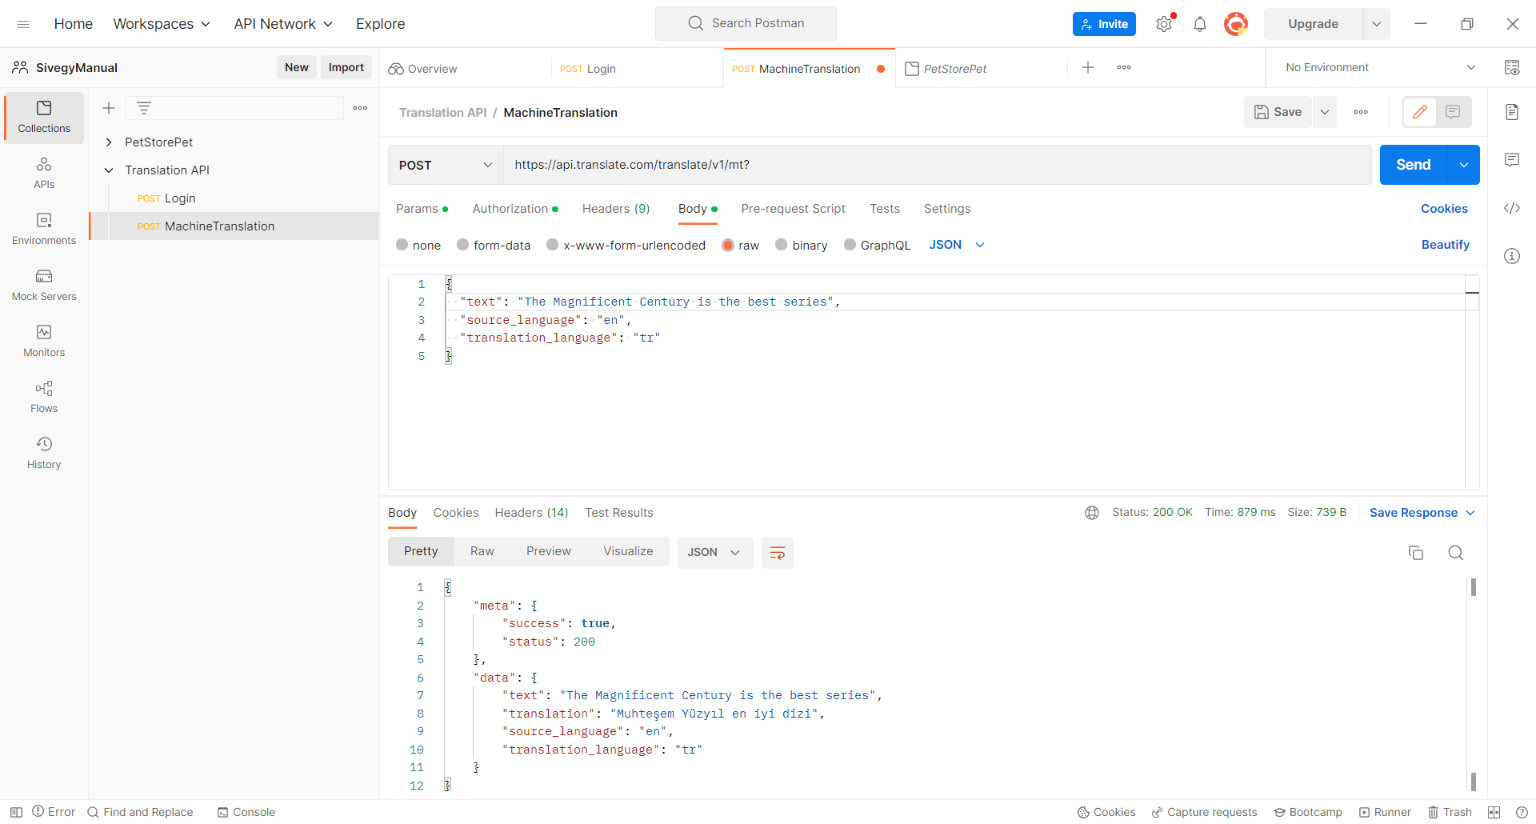 Home Workspaces API Network Explore Search Postman Invite Upgrade
SivegyManual New Import Overview POST Login POST MachineTranslation PetStorePet No Environment
Translation API / MachineTranslation Save
Collections
APIs
Environments
Mock Servers
Monitors
Flows
History
PetStorePet
Translation API
POST Login
POST MachineTranslation
POST https://api.translate.com/translate/v1/mt? Send
Params Authorization Headers (9) Body Pre-request Script Tests Settings Cookies
none form-data x-www-form-urlencoded raw binary GraphQL JSON Beautify
1 {
2 "text": "The Magnificent Century is the best series",
3 "source_language": "en",
4 "translation_language": "tr"
5 }
Body Cookies Headers (14) Test Results Status: 200 OK Time: 879 ms Size: 739 B Save Response
Pretty Raw Preview Visualize JSON
1 {
2 "meta": {
3 "success": true,
4 "status": 200
5 },
6 "data": {
7 "text": "The Magnificent Century is the best series",
8 "translation": "Muhteşem Yüzyıl en iyi dizi",
9 "source_language": "en",
10 "translation_language": "tr"
11 }
12 }
Error Find and Replace Console Cookies Capture requests Bootcamp Runner Trash